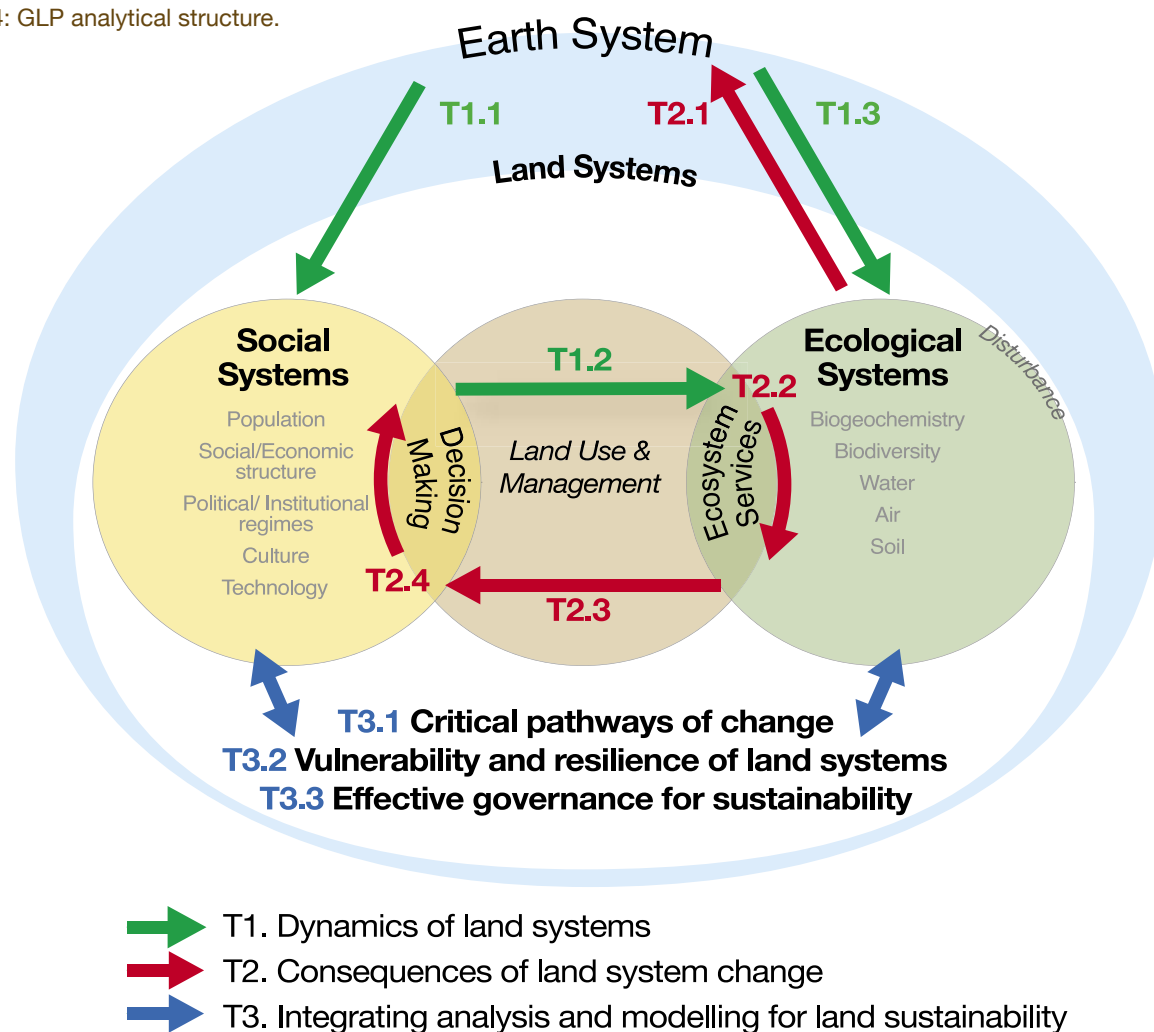 4: GLP analytical structure.
Earth System
T1.1
T2.1
T1.3
Land Systems
Social
Systems
Population
Social/Economic
structure
Political/ Institutional
regimes
Culture
Technology
Decision
Making
T1.2
Land Use &
Management
T2.2
Ecosystem
Services
Ecological
Systems
Disturbance
Biogeochemistry
Biodiversity
Water
Air
Soil
T2.4
T2.3
T3.1 Critical pathways of change
T3.2 Vulnerability and resilience of land systems
T3.3 Effective governance for sustainability
T1. Dynamics of land systems
T2. Consequences of land system change
T3. Integrating analysis and modelling for land sustainability